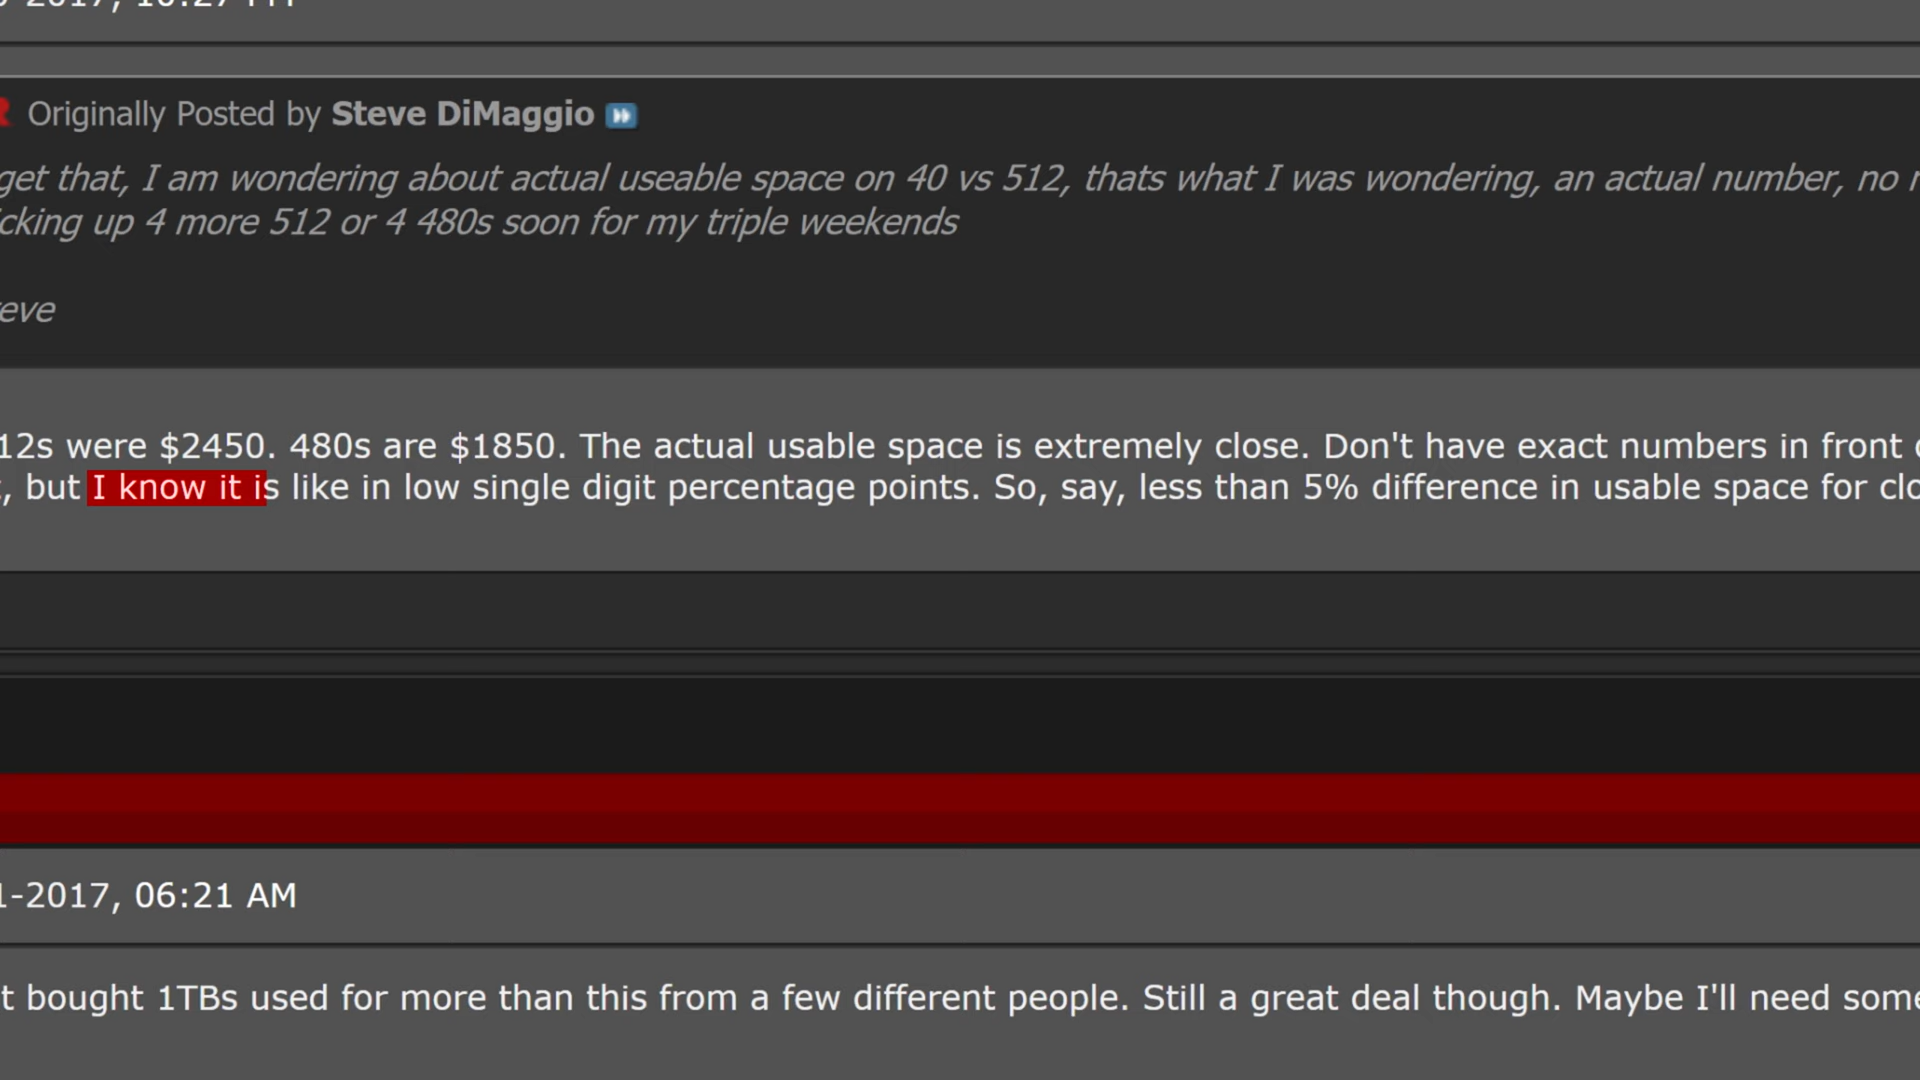 2017, 10:27 PM
Originally Posted by Steve DiMaggio
get that, I am wondering about actual useable space on 40 vs 512, thats what I was wondering, an actual number, no
cking up 4 more 512 or 4 480s soon for my triple weekends
eve
12s were $2450. 480s are $1850. The actual usable space is extremely close. Don't have exact numbers in front
, but I know it is like in low single digit percentage points. So, say, less than 5% difference in usable space for clo
1-2017, 06:21 AM
t bought 1TBs used for more than this from a few different people. Still a great deal though. Maybe I'll need some